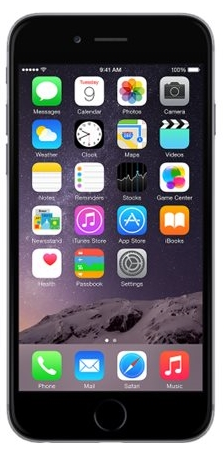 9:41 AM 100%
Tuesday
9
Messages Calendar Photos Camera
Weather Clock Maps Videos
Notes Reminders Stocks Game Center
Newsstand iTunes Store App Store iBooks
Health Passbook Settings
Phone Mail Safari Music